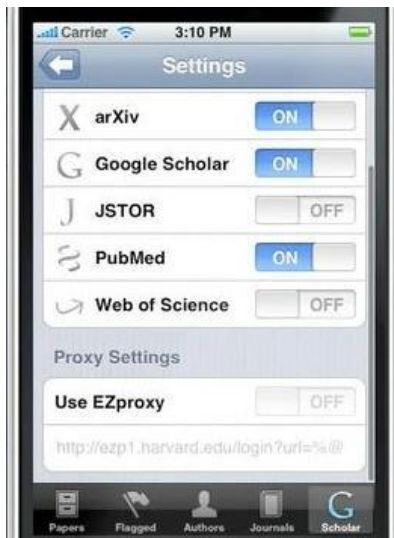 Carrier 3:10 PM
Settings
X arXiv ON
G Google Scholar ON
J JSTOR OFF
PubMed ON
Web of Science OFF
Proxy Settings
Use EZproxy OFF
http://ezp1.harvard.edu/login?url=%@
Papers Flagged Authors Journals Scholar